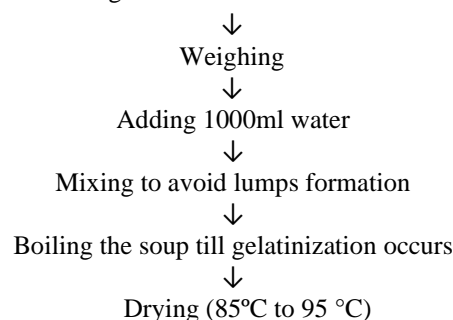 ↓
Weighing
↓
Adding 1000ml water
↓
Mixing to avoid lumps formation
↓
Boiling the soup till gelatinization occurs
↓
Drying (85ºC to 95 °C)